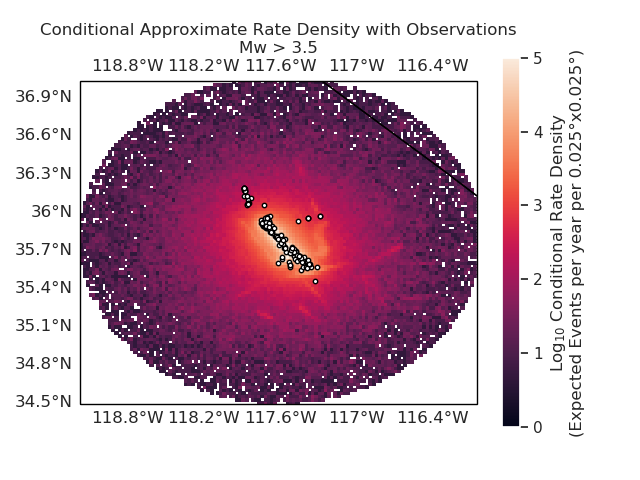 Conditional Approximate Rate Density with Observations
Mw > 3.5
118.8°W 118.2°W 117.6°W 117°W 116.4°W
36.9°N
36.6°N
36.3°N
36°N
35.7°N
35.4°N
35.1°N
34.8°N
34.5°N
118.8°W 118.2°W 117.6°W 117°W 116.4°W
5
4
3
2
1
0
Log₁₀ Conditional Rate Density
(Expected Events per year per 0.025°x0.025°)